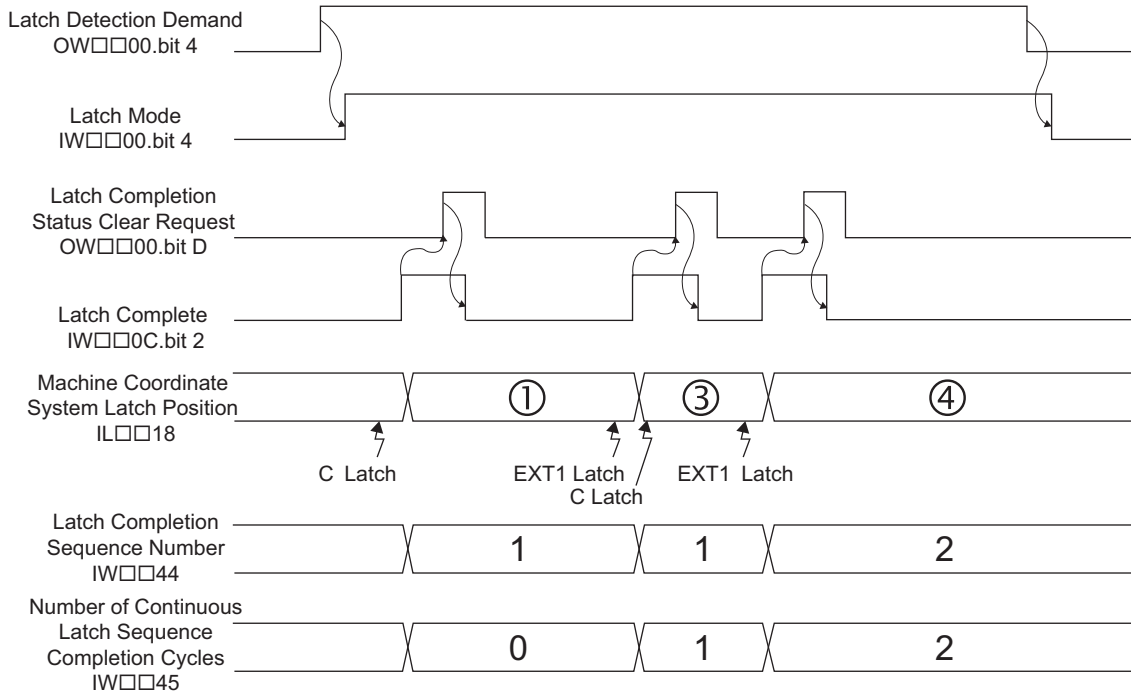 Latch Detection Demand
OW□□00.bit 4
Latch Mode
IW□□00.bit 4
Latch Completion
Status Clear Request
OW□□00.bit D
Latch Complete
IW□□0C.bit 2
Machine Coordinate
System Latch Position
IL□□18
① ③ ④
C Latch
EXT1 Latch
C Latch
EXT1 Latch
Latch Completion
Sequence Number
IW□□44
1 1 2
Number of Continuous
Latch Sequence
Completion Cycles
IW□□45
0 1 2